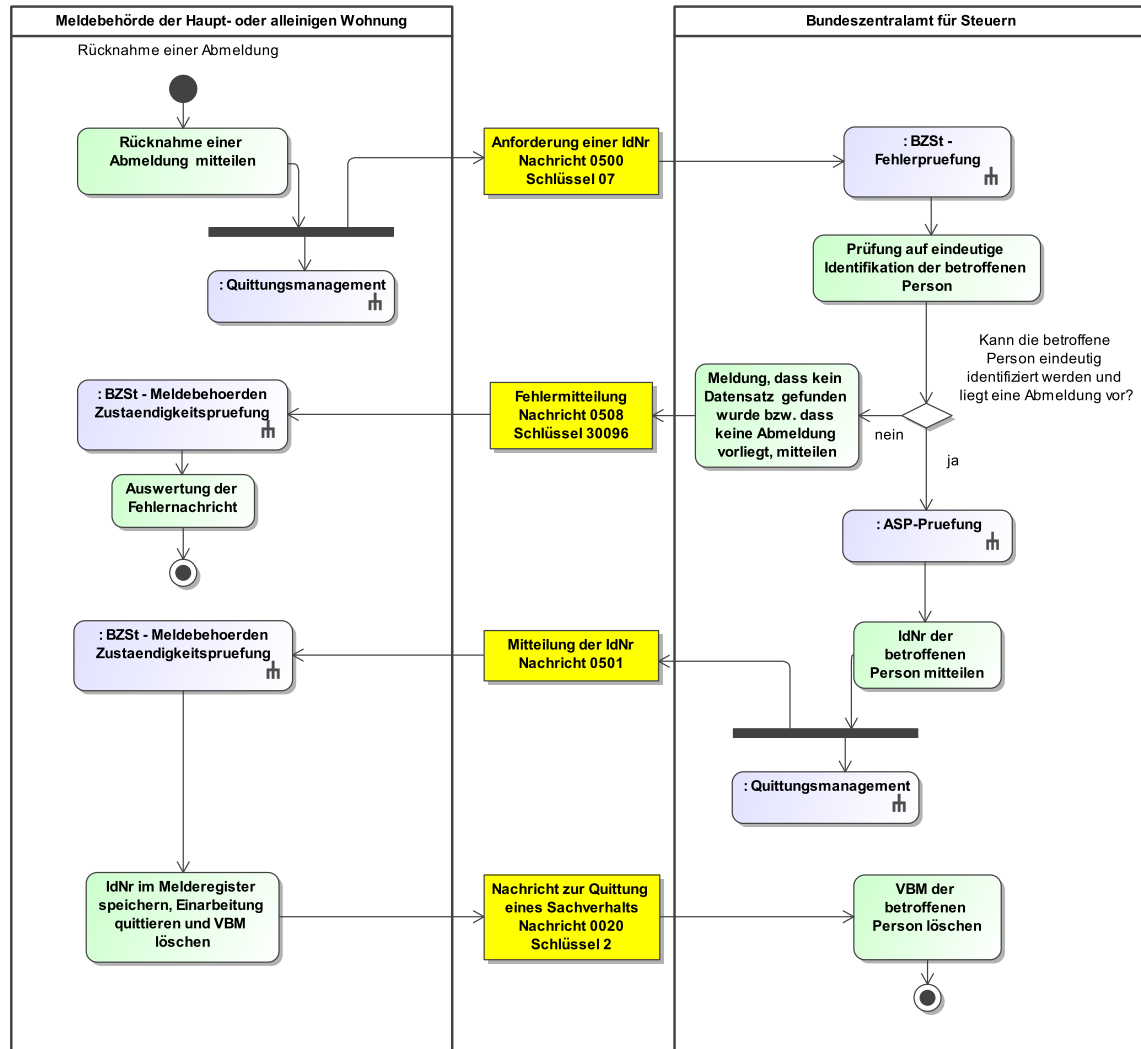 Meldebehörde der Haupt- oder alleinigen Wohnung
Bundeszentralamt für Steuern
Rücknahme einer Abmeldung
Rücknahme einer
Abmeldung mitteilen
Anforderung einer IdNr
Nachricht 0500
Schlüssel 07
: BZSt -
Fehlerpruefung
: Quittungsmanagement
Prüfung auf eindeutige
Identifikation der betroffenen
Person
Kann die betroffene
Person eindeutig
identifiziert werden und
liegt eine Abmeldung vor?
: BZSt - Meldebehoerden
Zustaendigkeitspruefung
Fehlermitteilung
Nachricht 0508
Schlüssel 30096
Meldung, dass kein
Datensatz gefunden
wurde bzw. dass
keine Abmeldung
vorliegt, mitteilen
nein
ja
Auswertung der
Fehlernachricht
: ASP-Pruefung
: BZSt - Meldebehoerden
Zustaendigkeitspruefung
Mitteilung der IdNr
Nachricht 0501
IdNr der
betroffenen
Person mitteilen
: Quittungsmanagement
IdNr im Melderegister
speichern, Einarbeitung
quittieren und VBM
löschen
Nachricht zur Quittung
eines Sachverhalts
Nachricht 0020
Schlüssel 2
VBM der
betroffenen
Person löschen